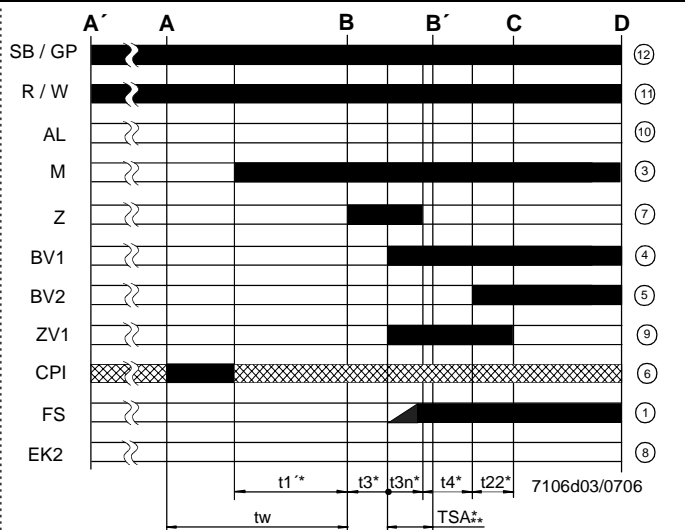 A´ A B B´ C D
SB / GP 12
R / W 11
AL 10
M 3
Z 7
BV1 4
BV2 5
ZV1 9
CPI 6
FS 1
EK2 8
t1´* t3* t3n* t4* t22* 7106d03/0706
tw TSA***